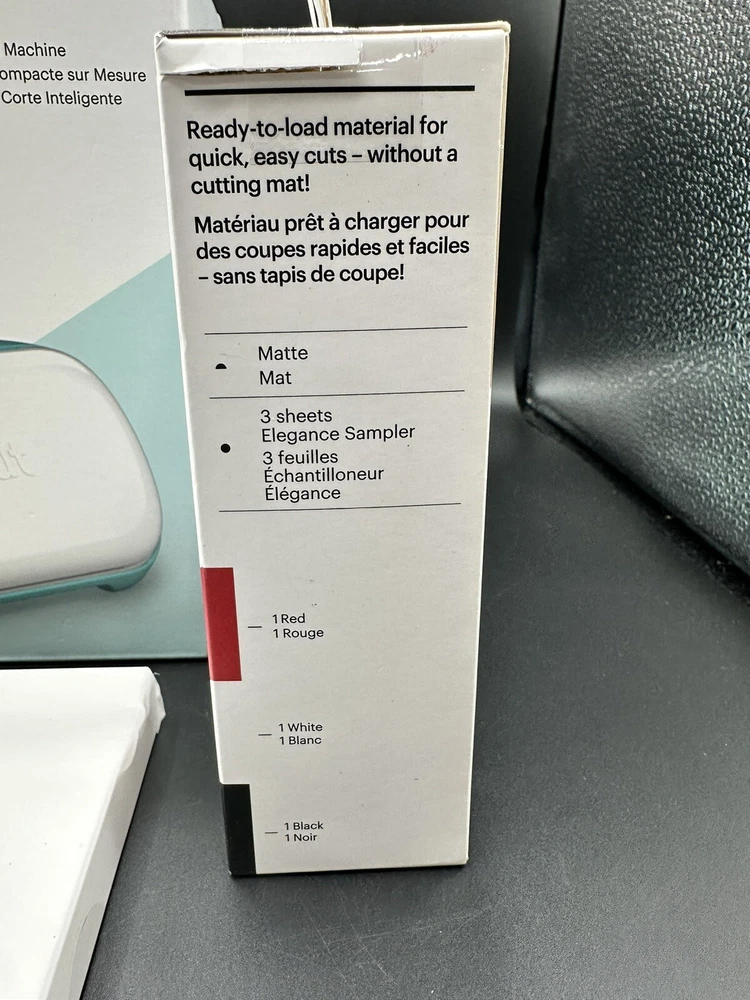 Machine
ompacte sur Mesure
Corte Inteligente
Ready-to-load material for
quick, easy cuts – without a
cutting mat!
Matériau prêt à charger pour
des coupes rapides et faciles
– sans tapis de coupe!
Matte
Mat
3 sheets
Elegance Sampler
3 feuilles
Échantilloneur
Élégance
1 Red
1 Rouge
1 White
1 Blanc
1 Black
1 Noir